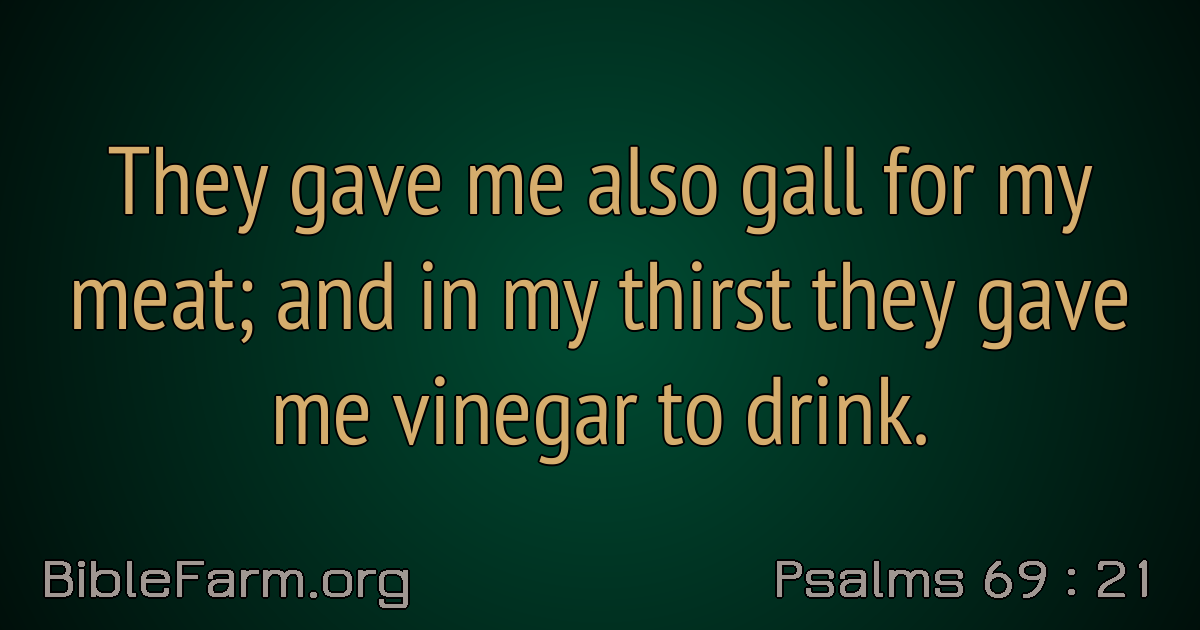 They gave me also gall for my
meat; and in my thirst they gave
me vinegar to drink.
BibleFarm.org
Psalms 69 : 21